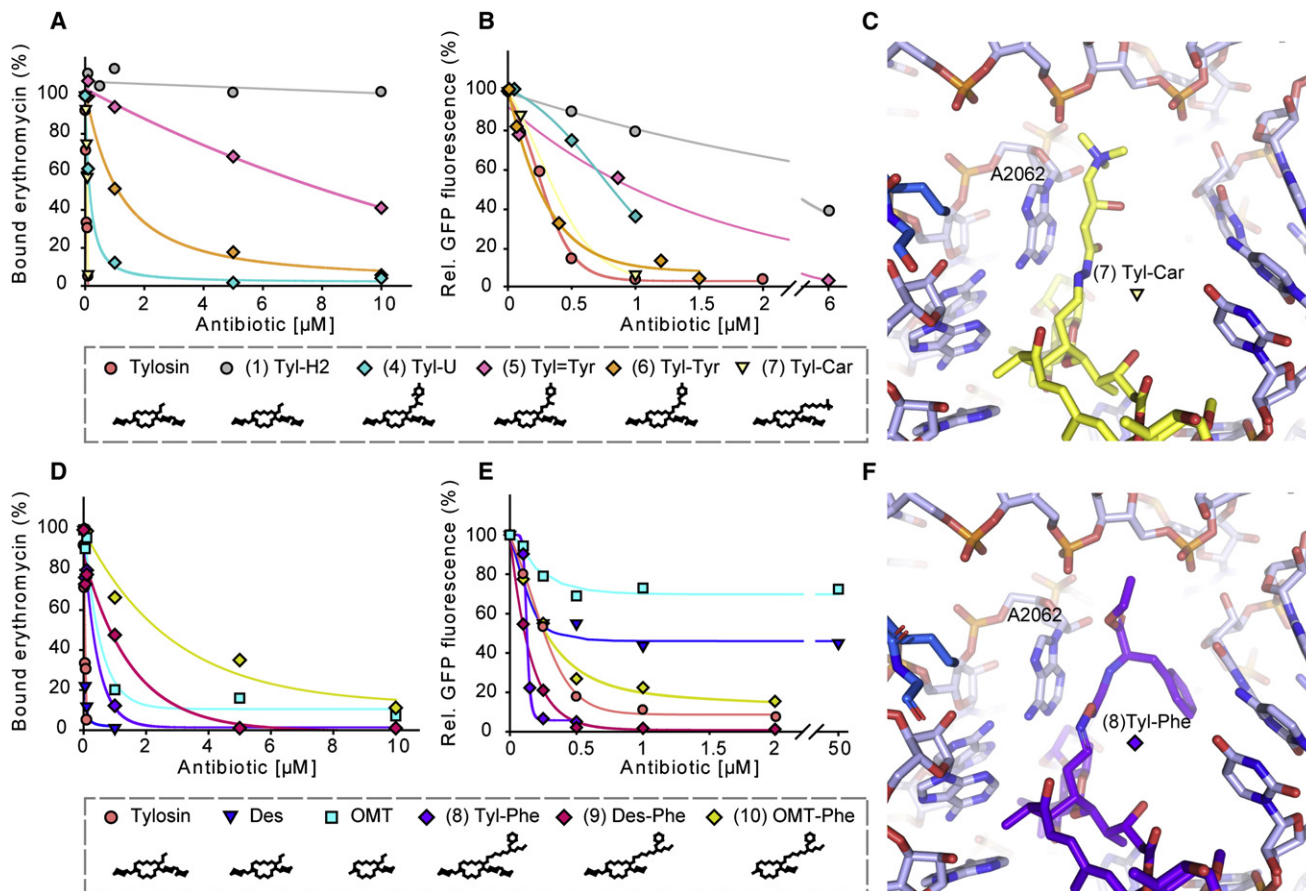 A
Bound erythromycin (%)
100
80
60
40
20
0
0 2 4 6 8 10
Antibiotic [µM]
B
Rel. GFP fluorescence (%)
100
80
60
40
20
0
0 0.5 1 1.5 2 6
Antibiotic [µM]
C
A2062
(7) Tyl-Car
Tylosin (1) Tyl-H2 (4) Tyl-U (5) Tyl=Tyr (6) Tyl-Tyr (7) Tyl-Car
D
Bound erythromycin (%)
100
80
60
40
20
0
0 2 4 6 8 10
Antibiotic [µM]
E
Rel. GFP fluorescence (%)
100
80
60
40
20
0
0 0.5 1 1.5 2 50
Antibiotic [µM]
F
A2062
(8)Tyl-Phe
Tylosin Des OMT (8) Tyl-Phe (9) Des-Phe (10) OMT-Phe